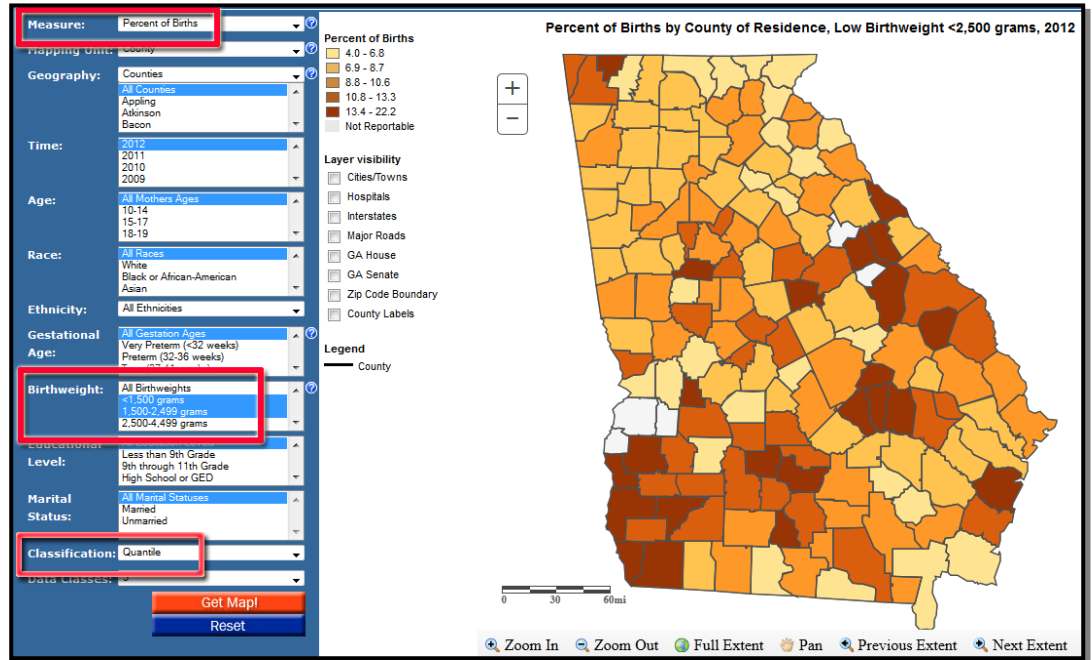 Measure: Percent of Births
Mapping Unit: County
Geography: Counties
All Counties
Appling
Atkinson
Bacon
Time: 2012
2011
2010
2009
Age: All Mothers Ages
10-14
15-17
18-19
Race: All Races
White
Black or African-American
Asian
Ethnicity: All Ethnicities
Gestational Age: All Gestation Ages
Very Preterm (<32 weeks)
Preterm (32-36 weeks)
Birthweight: All Birthweights
<1,500 grams
1,500-2,499 grams
2,500-4,499 grams
Educational Level:
Less than 9th Grade
9th through 11th Grade
High School or GED
Marital Status: All Marital Statuses
Married
Unmarried
Classification: Quantile
Data Classes: 5
Get Map!
Reset
Percent of Births
4.0 - 6.8
6.9 - 8.7
8.8 - 10.6
10.8 - 13.3
13.4 - 22.2
Not Reportable
Layer visibility
Cities/Towns
Hospitals
Interstates
Major Roads
GA House
GA Senate
Zip Code Boundary
County Labels
Legend
County
Percent of Births by County of Residence, Low Birthweight <2,500 grams, 2012
+
−
0 30 60mi
Zoom In Zoom Out Full Extent Pan Previous Extent Next Extent